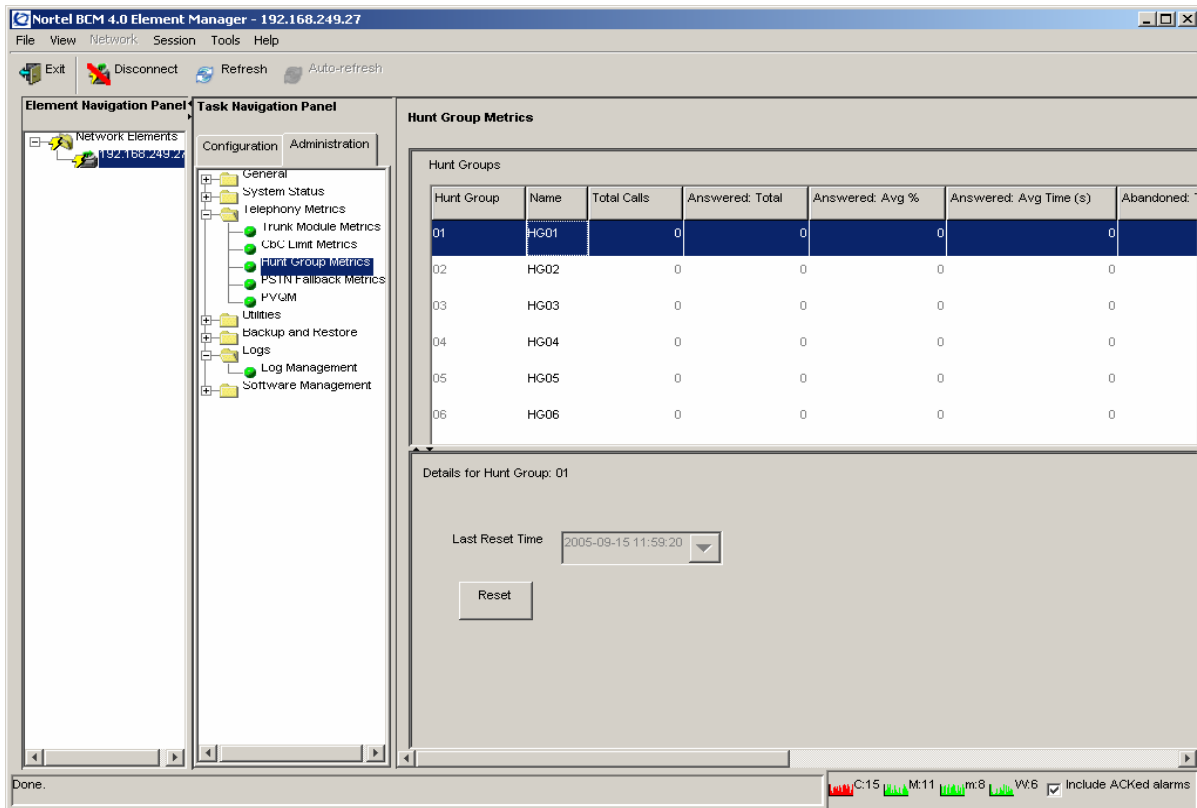 Nortel BCM 4.0 Element Manager - 192.168.249.27
File View Network Session Tools Help
Exit Disconnect Refresh Auto-refresh
Element Navigation Panel
Network Elements
192.168.249.27
Task Navigation Panel
Configuration Administration
General
System Status
Telephony Metrics
Trunk Module Metrics
CbC Limit Metrics
Hunt Group Metrics
PSTN Fallback Metrics
PVQM
Utilities
Backup and Restore
Logs
Log Management
Software Management
Hunt Group Metrics
Hunt Groups
Hunt Group Name Total Calls Answered: Total Answered: Avg % Answered: Avg Time (s) Abandoned: T
01 HG01 0 0 0 0
02 HG02 0 0 0 0
03 HG03 0 0 0 0
04 HG04 0 0 0 0
05 HG05 0 0 0 0
06 HG06 0 0 0 0
Details for Hunt Group: 01
Last Reset Time 2005-09-15 11:59:20
Reset
Done.
C:15 M:11 m:8 W:6 Include ACKed alarms